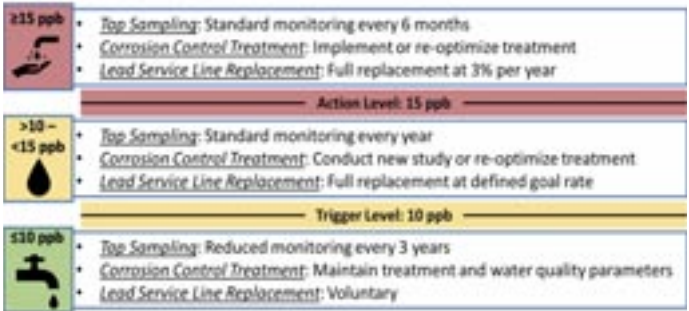 ≥15 ppb
• Tap Sampling: Standard monitoring every 6 months
• Corrosion Control Treatment: Implement or re-optimize treatment
• Lead Service Line Replacement: Full replacement at 3% per year
Action Level: 15 ppb
>10 –
<15 ppb
• Tap Sampling: Standard monitoring every year
• Corrosion Control Treatment: Conduct new study or re-optimize treatment
• Lead Service Line Replacement: Full replacement at defined goal rate
Trigger Level: 10 ppb
≤10 ppb
• Tap Sampling: Reduced monitoring every 3 years
• Corrosion Control Treatment: Maintain treatment and water quality parameters
• Lead Service Line Replacement: Voluntary